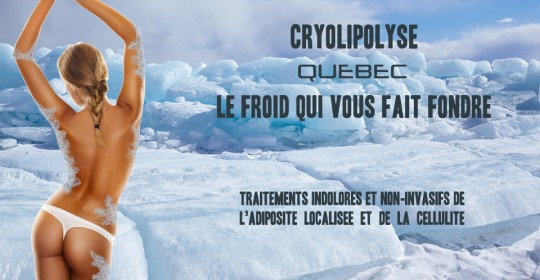 CRYOLIPOLYSE
QUEBEC
LE FROID QUI VOUS FAIT FONDRE
TRAITEMENTS INDOLORES ET NON-INVASIFS DE
L'ADIPOSITE LOCALISEE ET DE LA CELLULITE